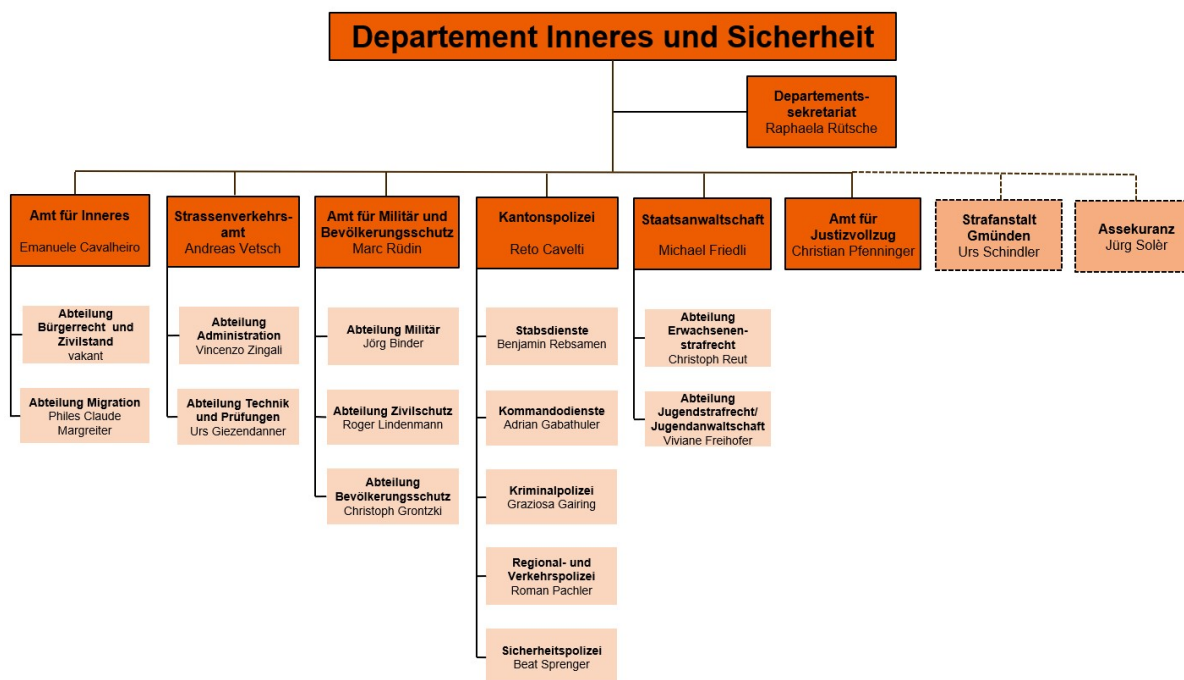 Departement Inneres und Sicherheit
Departements-
sekretariat
Raphaela Rütsche
Amt für Inneres
Emanuele Cavalheiro
Strassenverkehrs-
amt
Andreas Vetsch
Amt für Militär und
Bevölkerungsschutz
Marc Rüdin
Kantonspolizei
Reto Cavelti
Staatsanwaltschaft
Michael Friedli
Amt für
Justizvollzug
Christian Pfenninger
Strafanstalt
Gmünden
Urs Schindler
Assekuranz
Jürg Solèr
Abteilung
Bürgerrecht und
Zivilstand
vakant
Abteilung Migration
Philes Claude
Margreiter
Abteilung
Administration
Vincenzo Zingali
Abteilung Technik
und Prüfungen
Urs Giezendanner
Abteilung Militär
Jörg Binder
Abteilung Zivilschutz
Roger Lindenmann
Abteilung
Bevölkerungsschutz
Christoph Grontzki
Stabsdienste
Benjamin Rebsamen
Kommandodienste
Adrian Gabathuler
Kriminalpolizei
Graziosa Gairing
Regional- und
Verkehrspolizei
Roman Pachler
Sicherheitspolizei
Beat Sprenger
Abteilung
Erwachsenen-
strafrecht
Christoph Reut
Abteilung
Jugendstrafrecht/
Jugendanwaltschaft
Viviane Freihofer